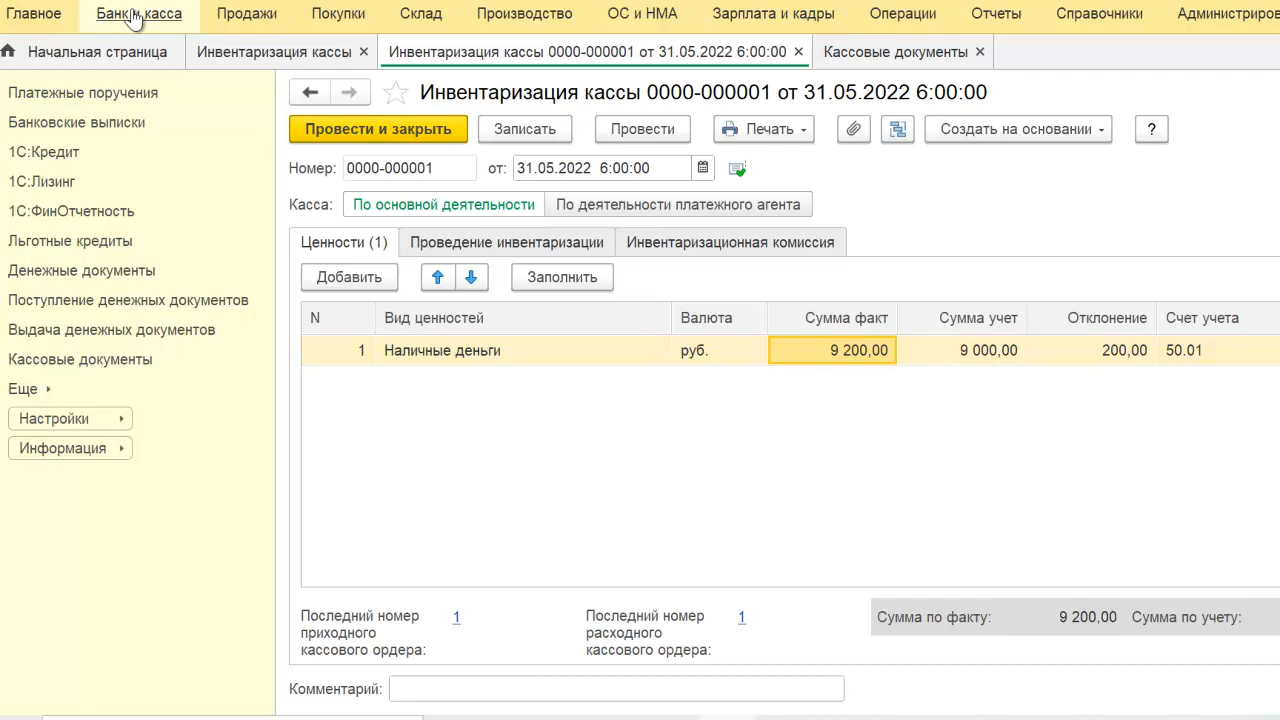 Главное Банк и касса Продажи Покупки Склад Производство ОС и НМА Зарплата и кадры Операции Отчеты Справочники
Начальная страница Инвентаризация кассы × Инвентаризация кассы 0000-000001 от 31.05.2022 6:00:00 × Кассовые документы ×
Платежные поручения
Банковские выписки
1С:Кредит
1С:Лизинг
1С:ФинОтчетность
Льготные кредиты
Денежные документы
Поступление денежных документов
Выдача денежных документов
Кассовые документы
Еще
Настройки
Информация
Инвентаризация кассы 0000-000001 от 31.05.2022 6:00:00
Провести и закрыть Записать Провести Печать Создать на основании ?
Номер: 0000-000001 от: 31.05.2022 6:00:00
Касса: По основной деятельности По деятельности платежного агента
Ценности (1) Проведение инвентаризации Инвентаризационная комиссия
Добавить Заполнить
N Вид ценностей Валюта Сумма факт Сумма учет Отклонение Счет учета
1 Наличные деньги руб. 9 200,00 9 000,00 200,00 50.01
Последний номер приходного кассового ордера: 1
Последний номер расходного кассового ордера: 1
Сумма по факту: 9 200,00 Сумма по учету:
Комментарий: